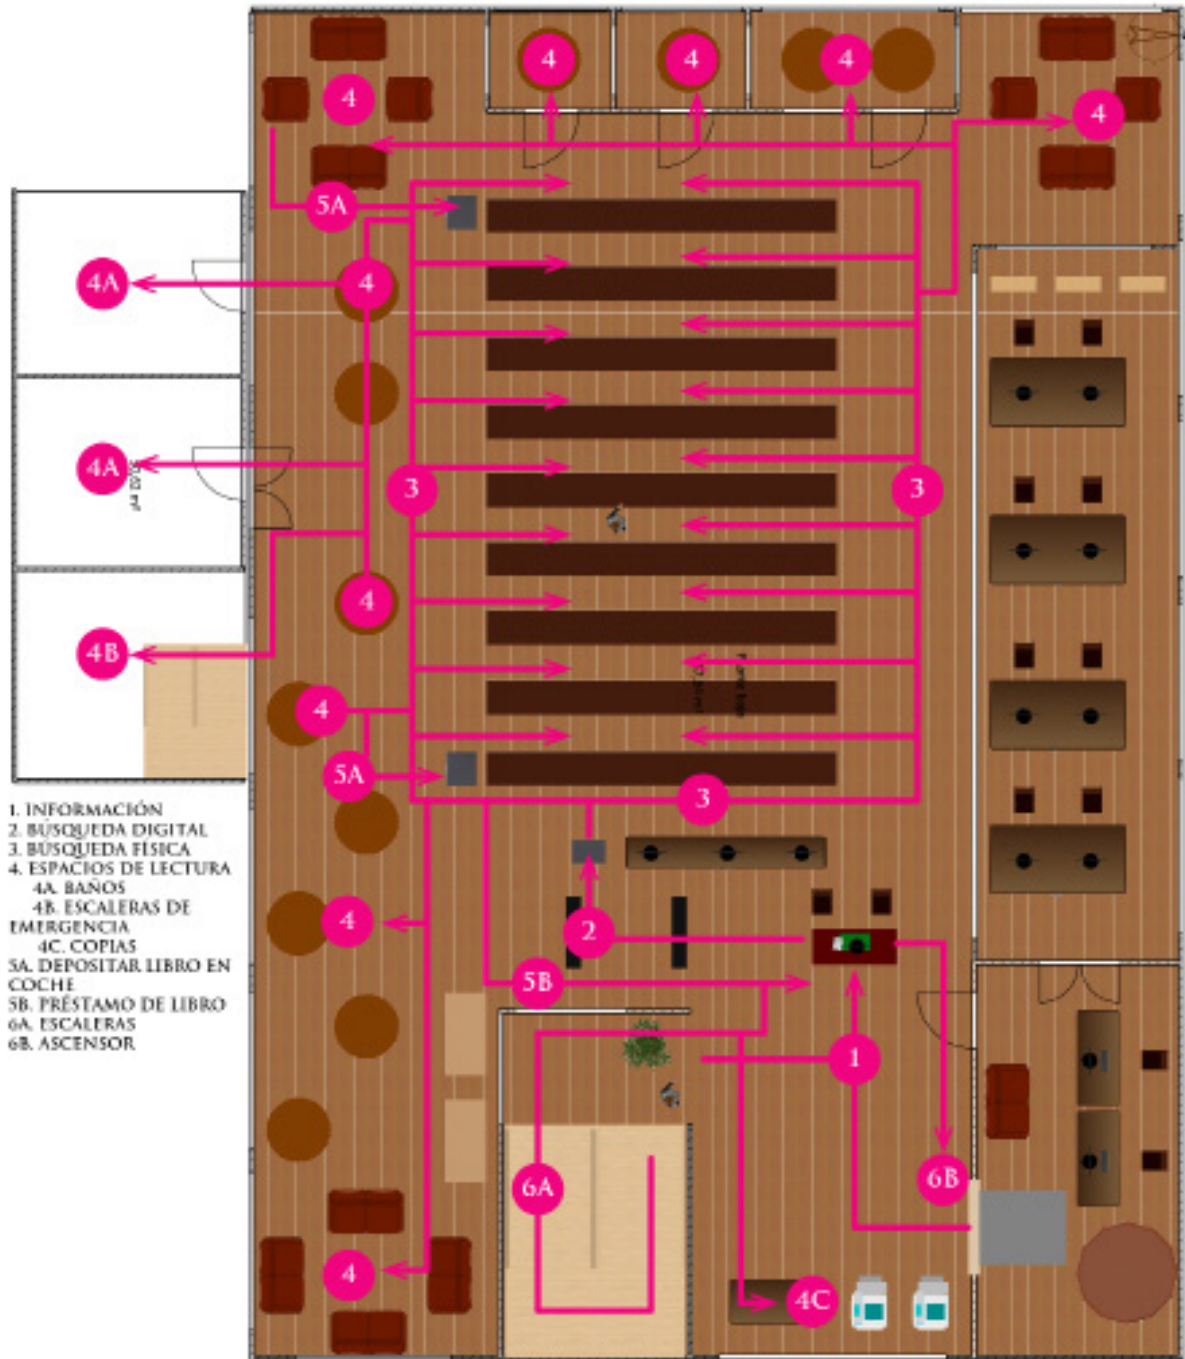 4
4
4
4
4
5A
4A
4
4A
3
3
4
4B
4
5A
3
1. INFORMACIÓN
2. BÚSQUEDA DIGITAL
3. BÚSQUEDA FÍSICA
4. ESPACIOS DE LECTURA
4A. BAÑOS
4B. ESCALERAS DE
EMERGENCIA
4C. COPIAS
5A. DEPOSITAR LIBRO EN
COCHE
5B. PRÉSTAMO DE LIBRO
6A. ESCALERAS
6B. ASCENSOR
4
2
5B
1
6A
6B
4
4C